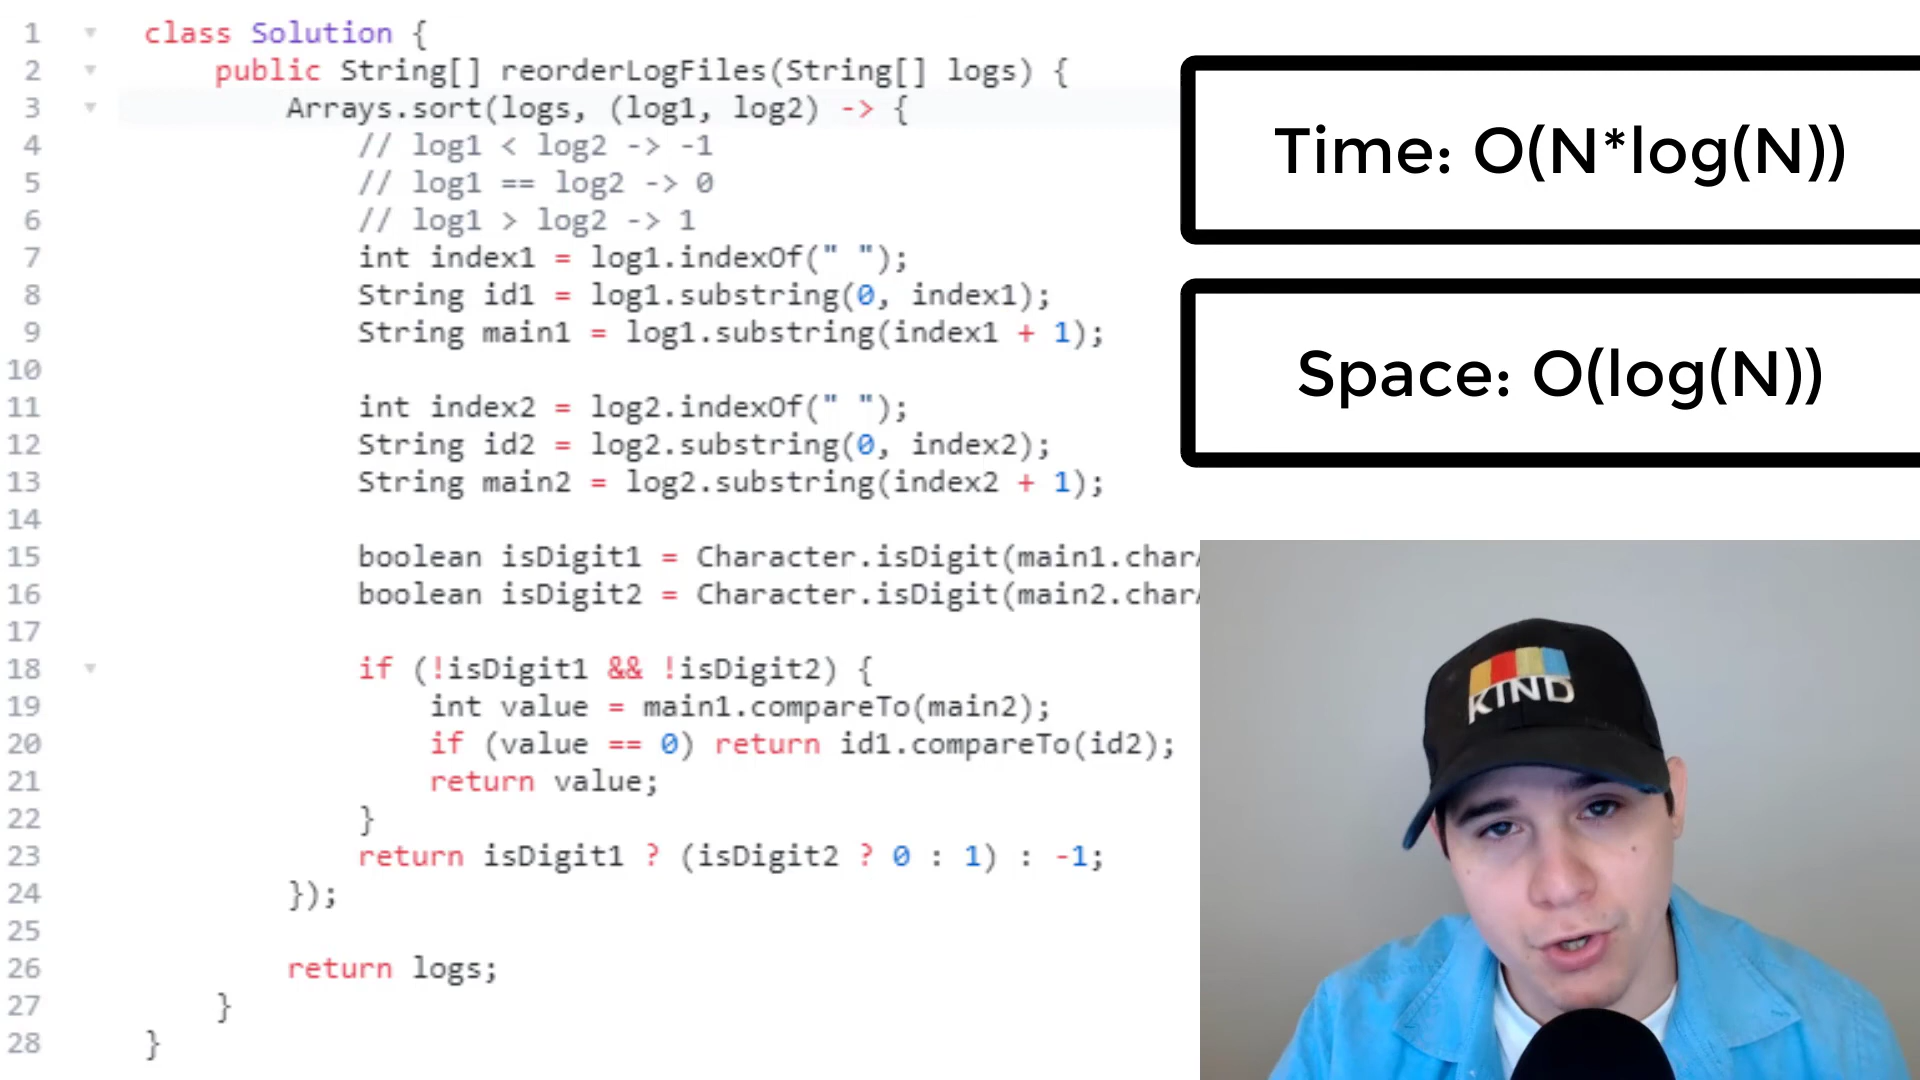 1 class Solution {
2 public String[] reorderLogFiles(String[] logs) {
3 Arrays.sort(logs, (log1, log2) -> {
4 // log1 < log2 -> -1
5 // log1 == log2 -> 0
6 // log1 > log2 -> 1
7 int index1 = log1.indexOf(" ");
8 String id1 = log1.substring(0, index1);
9 String main1 = log1.substring(index1 + 1);
10
11 int index2 = log2.indexOf(" ");
12 String id2 = log2.substring(0, index2);
13 String main2 = log2.substring(index2 + 1);
14
15 boolean isDigit1 = Character.isDigit(main1.char
16 boolean isDigit2 = Character.isDigit(main2.char
17
18 if (!isDigit1 && !isDigit2) {
19 int value = main1.compareTo(main2);
20 if (value == 0) return id1.compareTo(id2);
21 return value;
22 }
23 return isDigit1 ? (isDigit2 ? 0 : 1) : -1;
24 });
25
26 return logs;
27 }
28 }
Time: O(N*log(N))
Space: O(log(N))
KIND